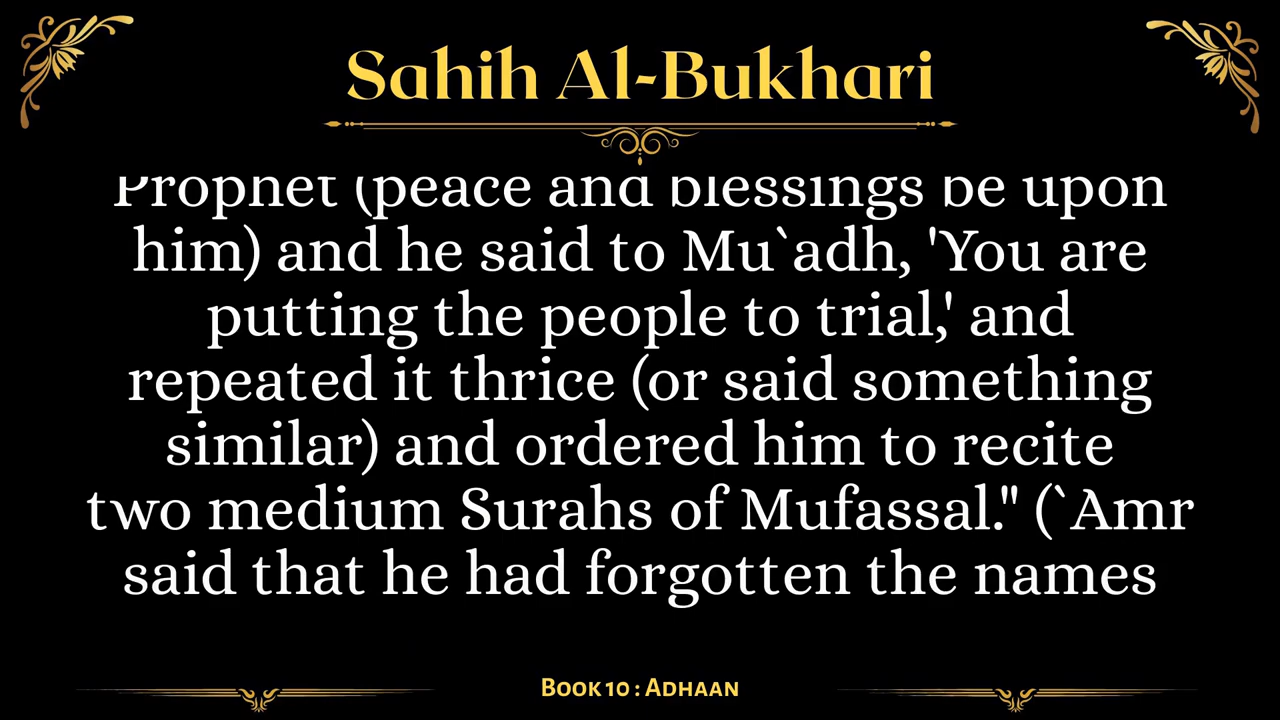 Sahih Al-Bukhari
Prophet (peace and blessings be upon
him) and he said to Mu`adh, 'You are
putting the people to trial,' and
repeated it thrice (or said something
similar) and ordered him to recite
two medium Surahs of Mufassal." (`Amr
said that he had forgotten the names
Book 10 : Adhaan